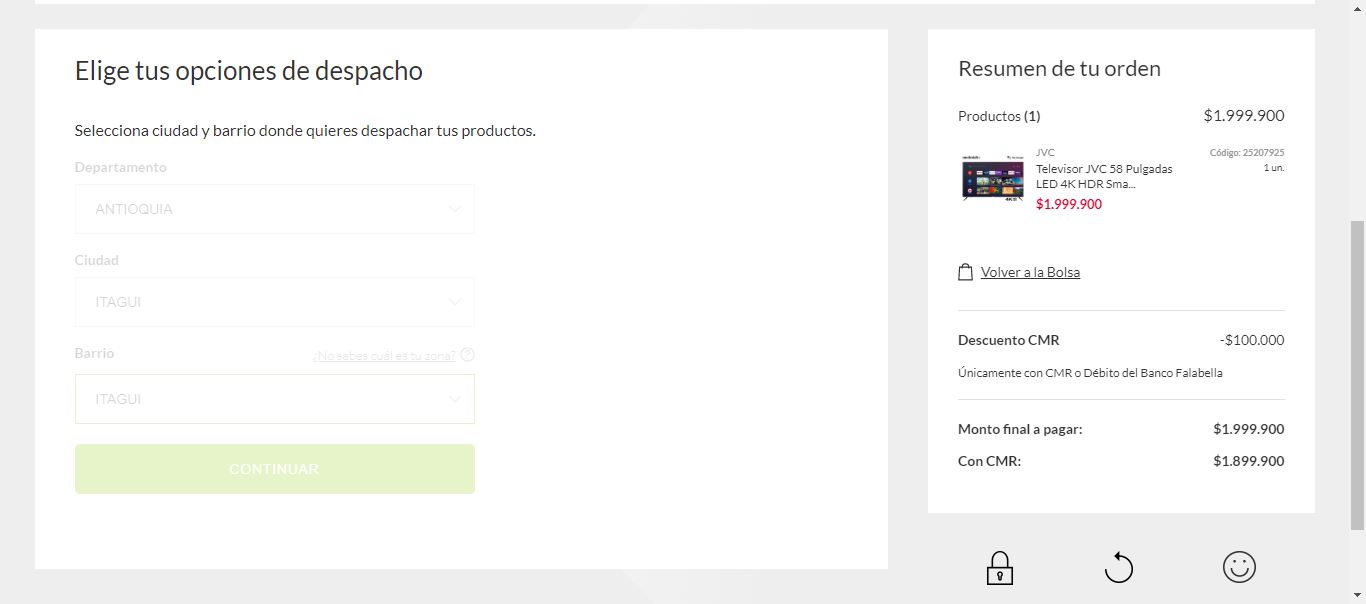 Elige tus opciones de despacho
Selecciona ciudad y barrio donde quieres despachar tus productos.
Departamento
ANTIOQUIA
Ciudad
ITAGUI
Barrio
¿No sabes cuál es tu zona? ?
ITAGUI
CONTINUAR
Resumen de tu orden
Productos (1) $1.999.900
JVC Código: 25207925
Televisor JVC 58 Pulgadas 1 un.
LED 4K HDR Sma...
$1.999.900
Volver a la Bolsa
Descuento CMR -$100.000
Únicamente con CMR o Débito del Banco Falabella
Monto final a pagar: $1.999.900
Con CMR: $1.899.900